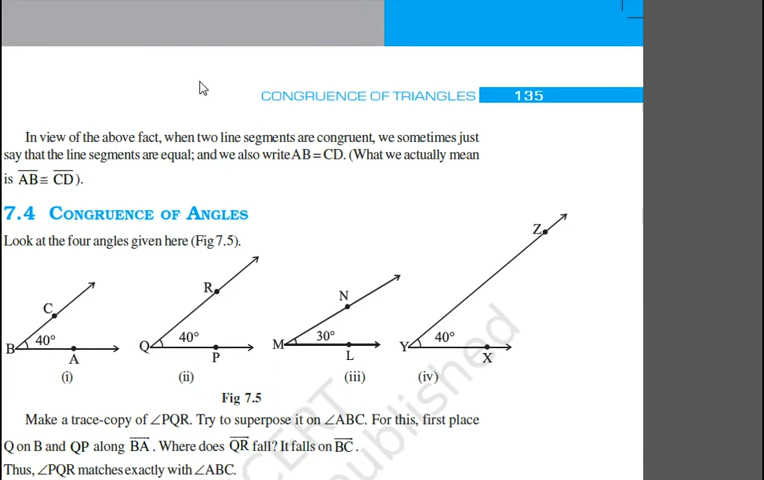 CONGRUENCE OF TRIANGLES 135
In view of the above fact, when two line segments are congruent, we sometimes just
say that the line segments are equal; and we also write AB = CD. (What we actually mean
is A̅B̅ ≅ C̅D̅ ).
7.4 CONGRUENCE OF ANGLES
Look at the four angles given here (Fig 7.5).
C 40° B A
R 40° Q P
N 30° M L
Z 40° Y X
(i) (ii) (iii) (iv)
Fig 7.5
Make a trace-copy of ∠PQR. Try to superpose it on ∠ABC. For this, first place
Q on B and QP along BA⃗ . Where does QR⃗ fall? It falls on BC⃗ .
Thus, ∠PQR matches exactly with ∠ABC.